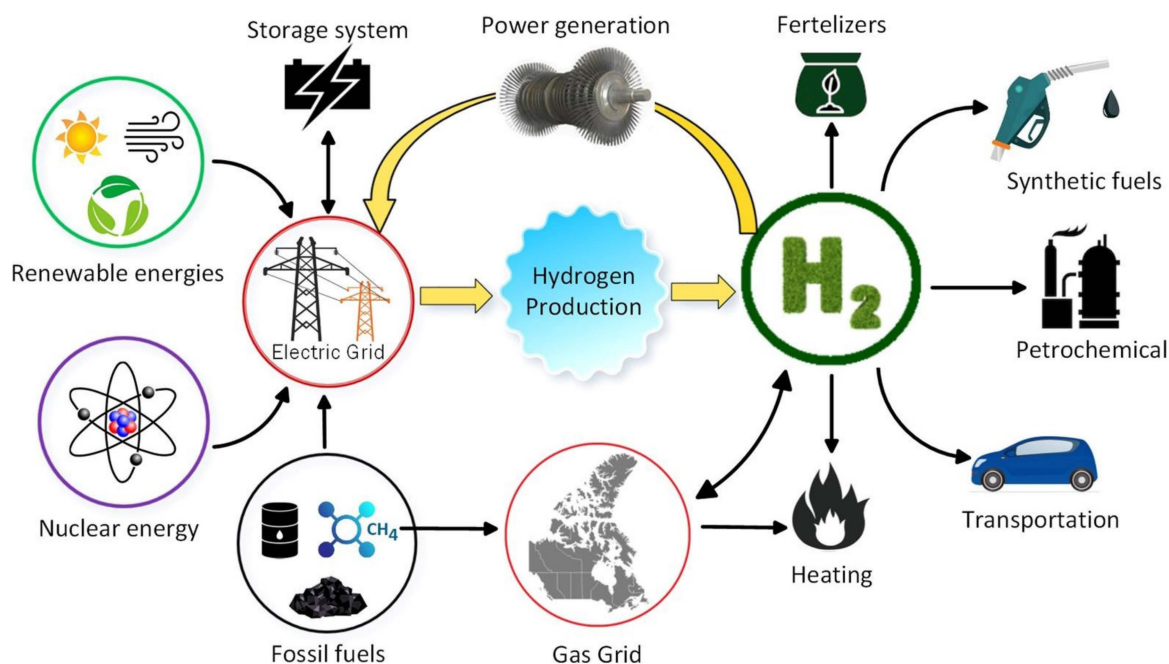 Storage system
Power generation
Fertelizers
Synthetic fuels
Renewable energies
Hydrogen
Production
H2
Electric Grid
Petrochemical
Nuclear energy
CH4
Transportation
Heating
Fossil fuels
Gas Grid